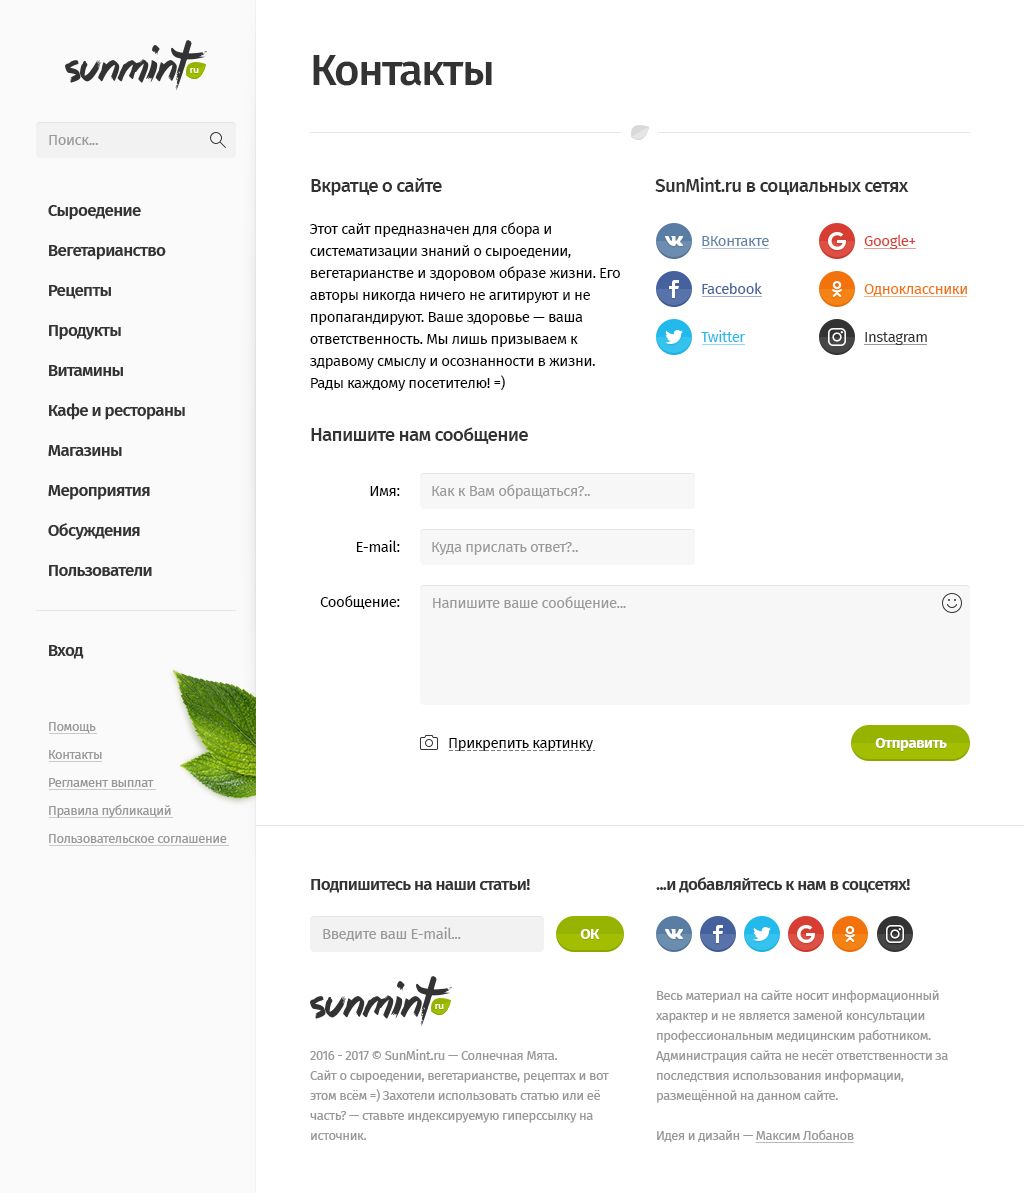 sunmint ru
Поиск...
Сыроедение
Вегетарианство
Рецепты
Продукты
Витамины
Кафе и рестораны
Магазины
Мероприятия
Обсуждения
Пользователи
Вход
Помощь
Контакты
Регламент выплат
Правила публикаций
Пользовательское соглашение
Контакты
Вкратце о сайте
Этот сайт предназначен для сбора и
систематизации знаний о сыроедении,
вегетарианстве и здоровом образе жизни. Его
авторы никогда ничего не агитируют и не
пропагандируют. Ваше здоровье — ваша
ответственность. Мы лишь призываем к
здравому смыслу и осознанности в жизни.
Рады каждому посетителю! =)
SunMint.ru в социальных сетях
ВКонтакте
Google+
Facebook
Одноклассники
Twitter
Instagram
Напишите нам сообщение
Имя:
Как к Вам обращаться?..
E-mail:
Куда прислать ответ?..
Сообщение:
Напишите ваше сообщение...
Прикрепить картинку
Отправить
Подпишитесь на наши статьи!
Введите ваш E-mail...
ОК
sunmint ru
2016 - 2017 © SunMint.ru — Солнечная Мята.
Сайт о сыроедении, вегетарианстве, рецептах и вот
этом всём =) Захотели использовать статью или её
часть? — ставьте индексируемую гиперссылку на
источник.
...и добавляйтесь к нам в соцсетях!
Весь материал на сайте носит информационный
характер и не является заменой консультации
профессиональным медицинским работником.
Администрация сайта не несёт ответственности за
последствия использования информации,
размещённой на данном сайте.
Идея и дизайн — Максим Лобанов